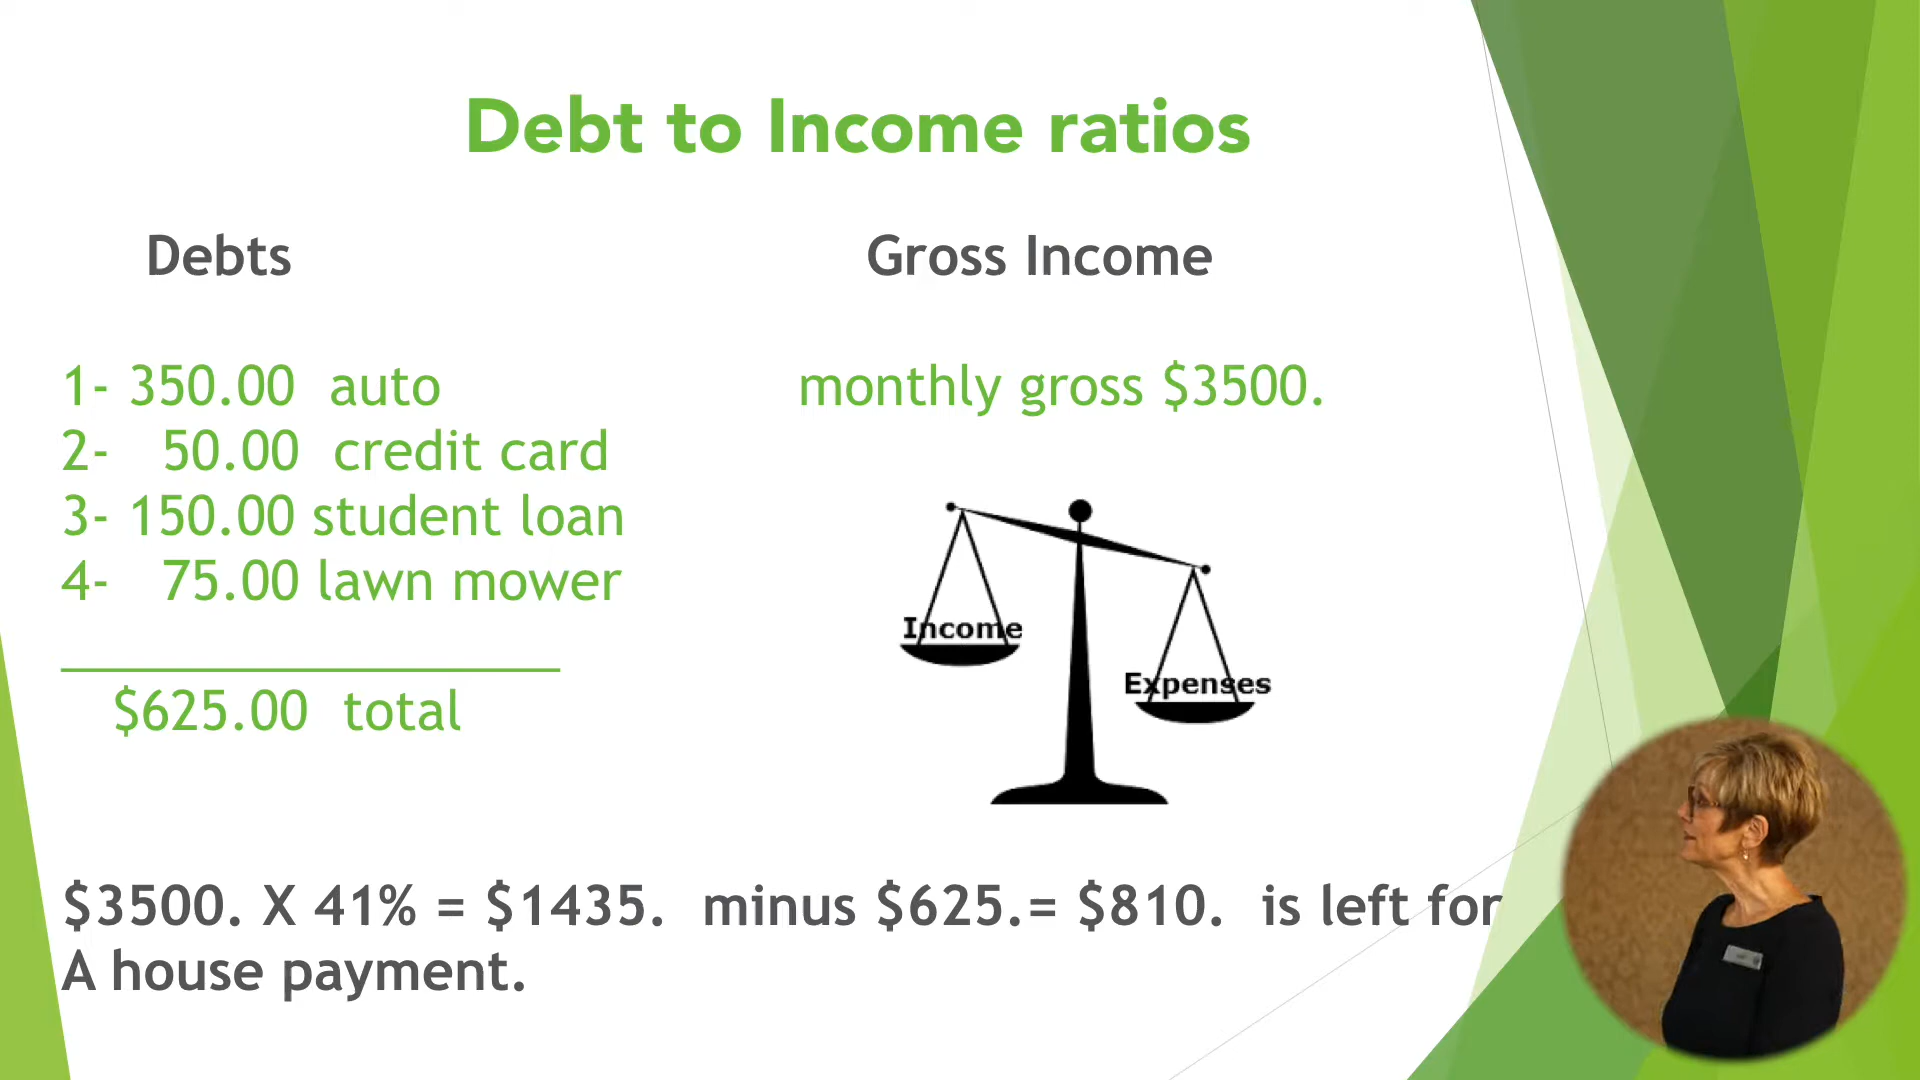 Debt to Income ratios
Debts Gross Income
1- 350.00 auto monthly gross $3500.
2- 50.00 credit card
3- 150.00 student loan
4- 75.00 lawn mower
Income
Expenses
$625.00 total
$3500. X 41% = $1435. minus $625.= $810. is left for
A house payment.